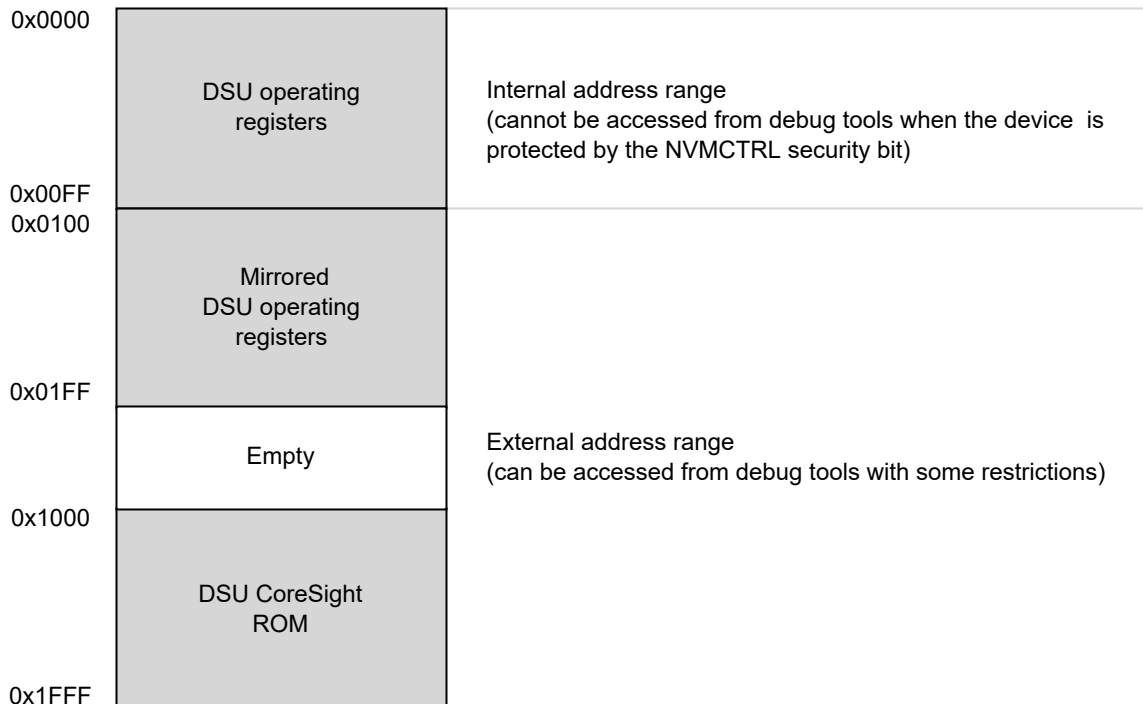 0x0000
DSU operating
registers
Internal address range
(cannot be accessed from debug tools when the device is
protected by the NVMCTRL security bit)
0x00FF
0x0100
Mirrored
DSU operating
registers
0x01FF
Empty
External address range
(can be accessed from debug tools with some restrictions)
0x1000
DSU CoreSight
ROM
0x1FFF